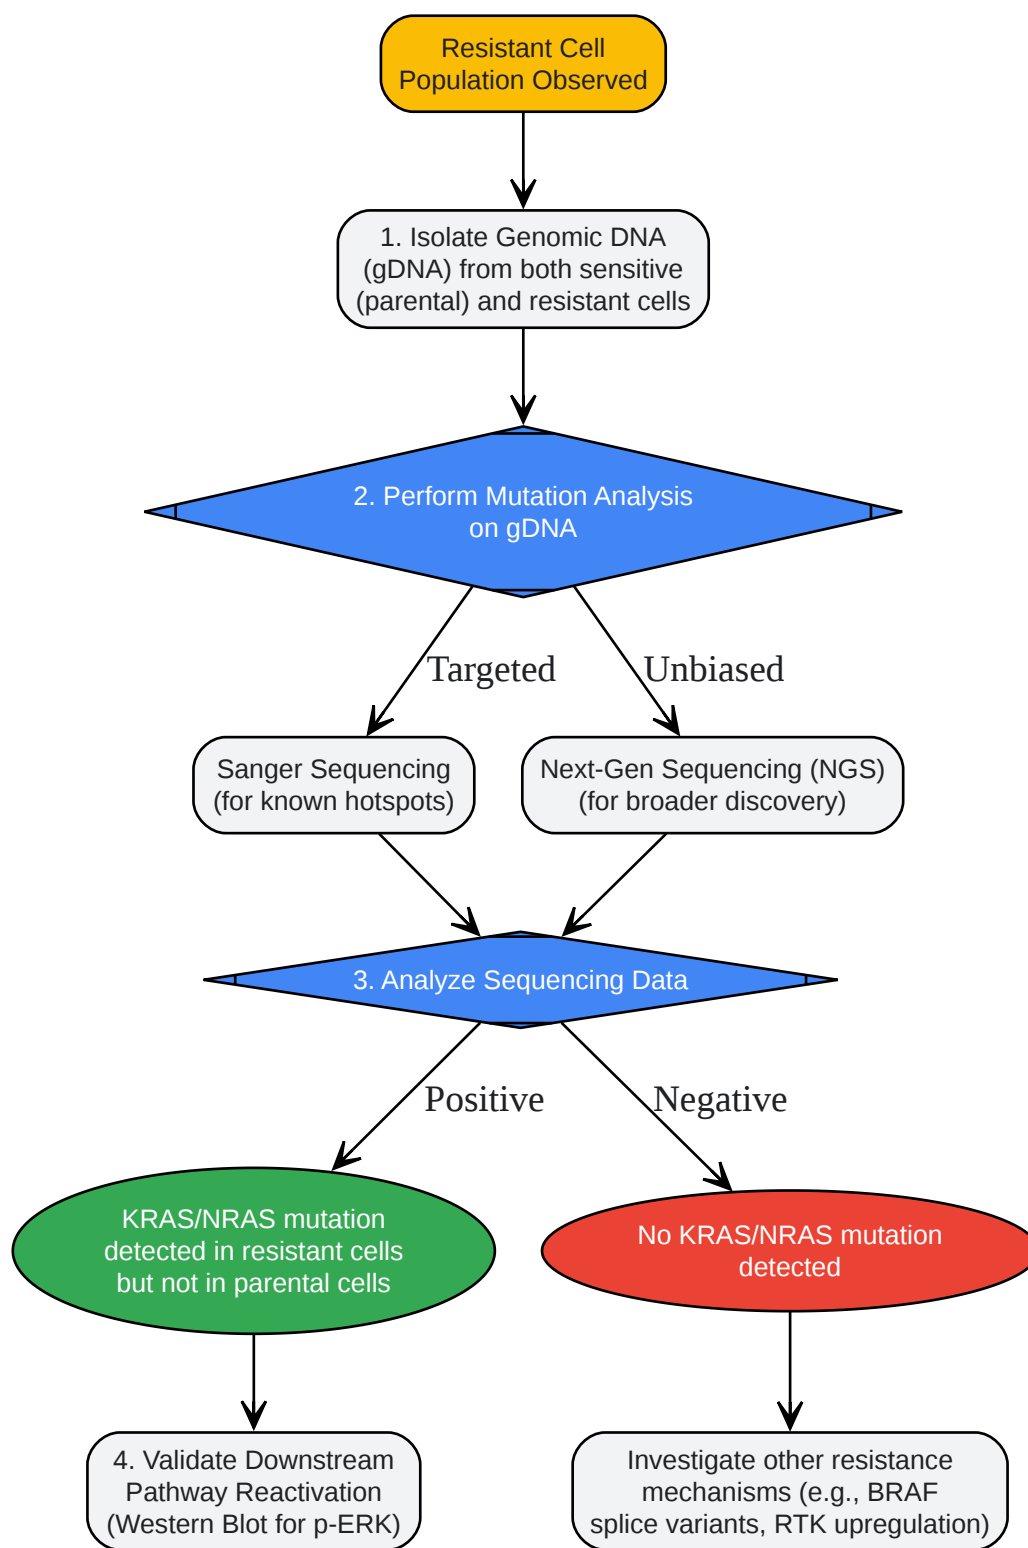 Resistant Cell
Population Observed
1. Isolate Genomic DNA
(gDNA) from both sensitive
(parental) and resistant cells
2. Perform Mutation Analysis
on gDNA
Targeted
Unbiased
Sanger Sequencing
(for known hotspots)
Next-Gen Sequencing (NGS)
(for broader discovery)
3. Analyze Sequencing Data
Positive
Negative
KRAS/NRAS mutation
detected in resistant cells
but not in parental cells
No KRAS/NRAS mutation
detected
4. Validate Downstream
Pathway Reactivation
(Western Blot for p-ERK)
Investigate other resistance
mechanisms (e.g., BRAF
splice variants, RTK upregulation)